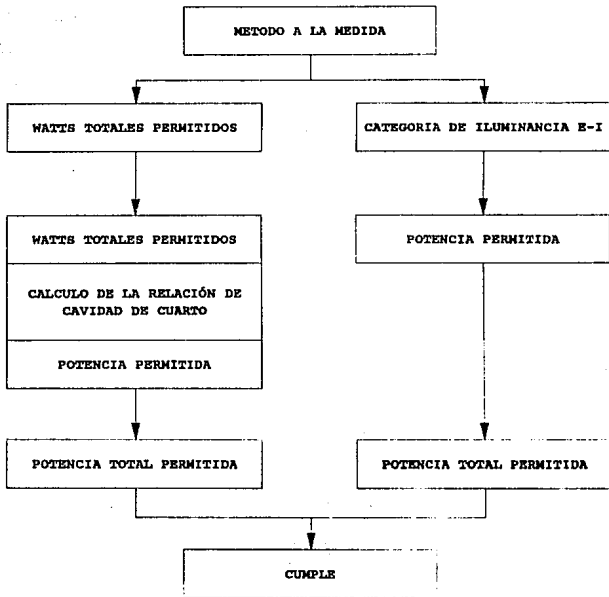 METODO A LA MEDIDA
WATTS TOTALES PERMITIDOS
CATEGORIA DE ILUMINANCIA E-I
WATTS TOTALES PERMITIDOS
CALCULO DE LA RELACIÓN DE
CAVIDAD DE CUARTO
POTENCIA PERMITIDA
POTENCIA PERMITIDA
POTENCIA TOTAL PERMITIDA
POTENCIA TOTAL PERMITIDA
CUMPLE